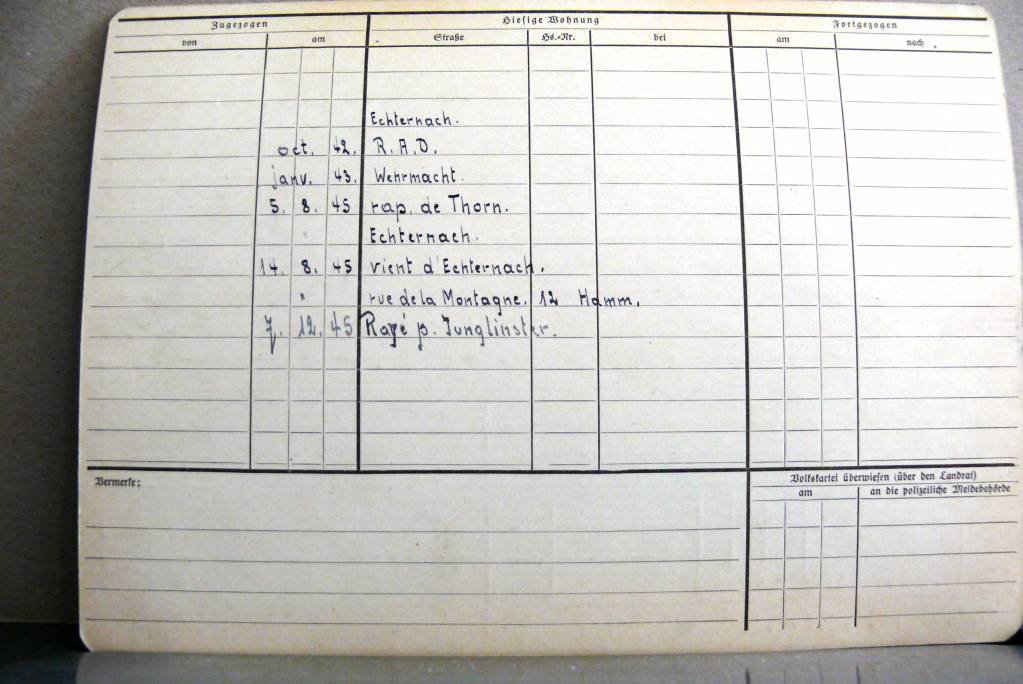 Zugezogen Hiesige Wohnung Fortgezogen
von am Straße Hs.-Nr. bei am nach
Echternach.
oct. 42. R. A. D.
janv. 43. Wehrmacht.
5. 8. 45 rap. de Thorn.
Echternach.
14. 8. 45 vient d'Echternach.
" rue de la Montagne. 12 Hamm.
7. 12. 45 Rayé p. Junglinster.
Vermerke:
Volkskartei überwiesen (über den Landrat)
am an die polizeiliche Meldebehörde